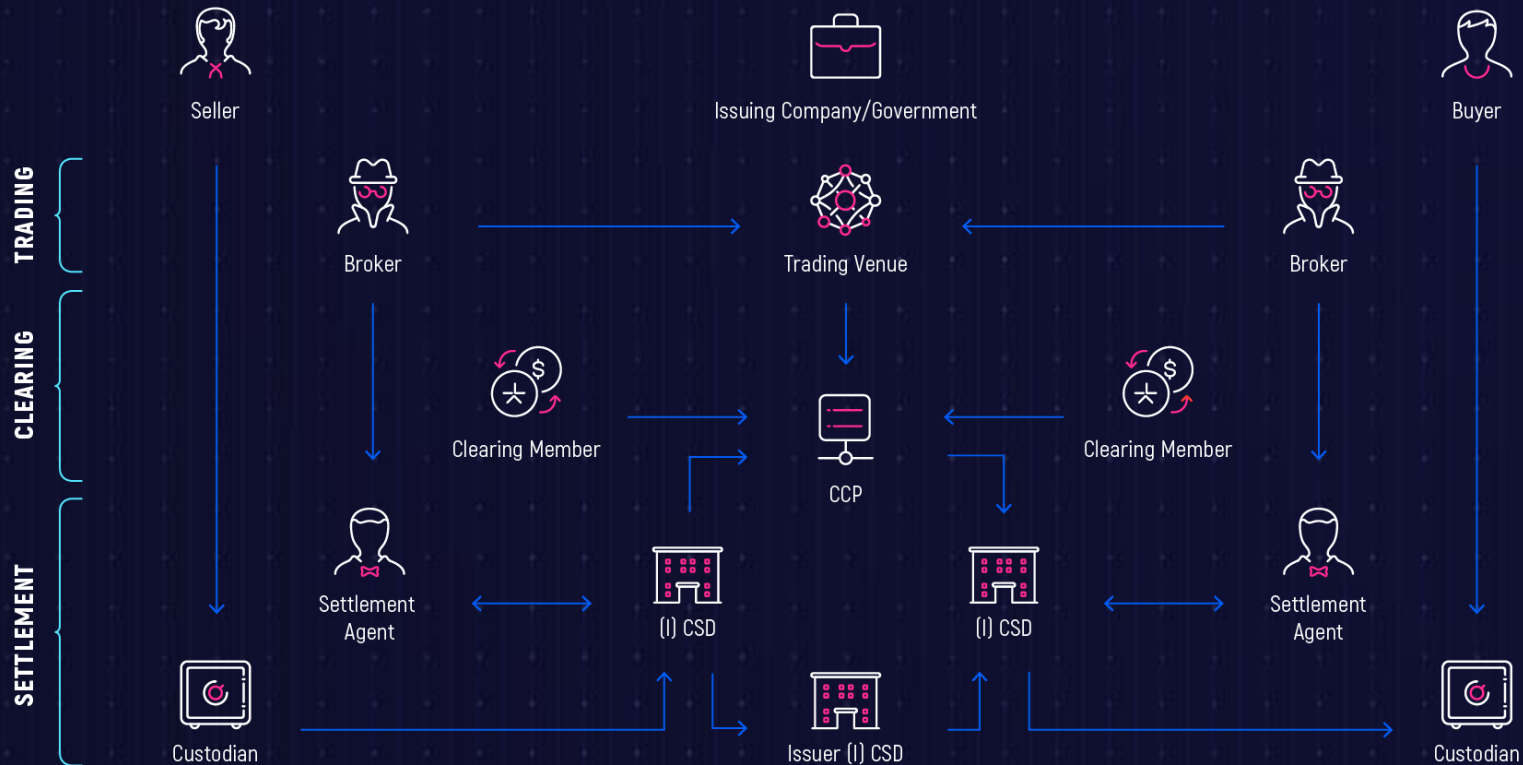 Seller
Issuing Company/Government
Buyer
TRADING
Broker
Trading Venue
Broker
CLEARING
$
$
Clearing Member
Clearing Member
CCP
SETTLEMENT
Settlement
Agent
(I) CSD
(I) CSD
Settlement
Agent
Custodian
Issuer (I) CSD
Custodian